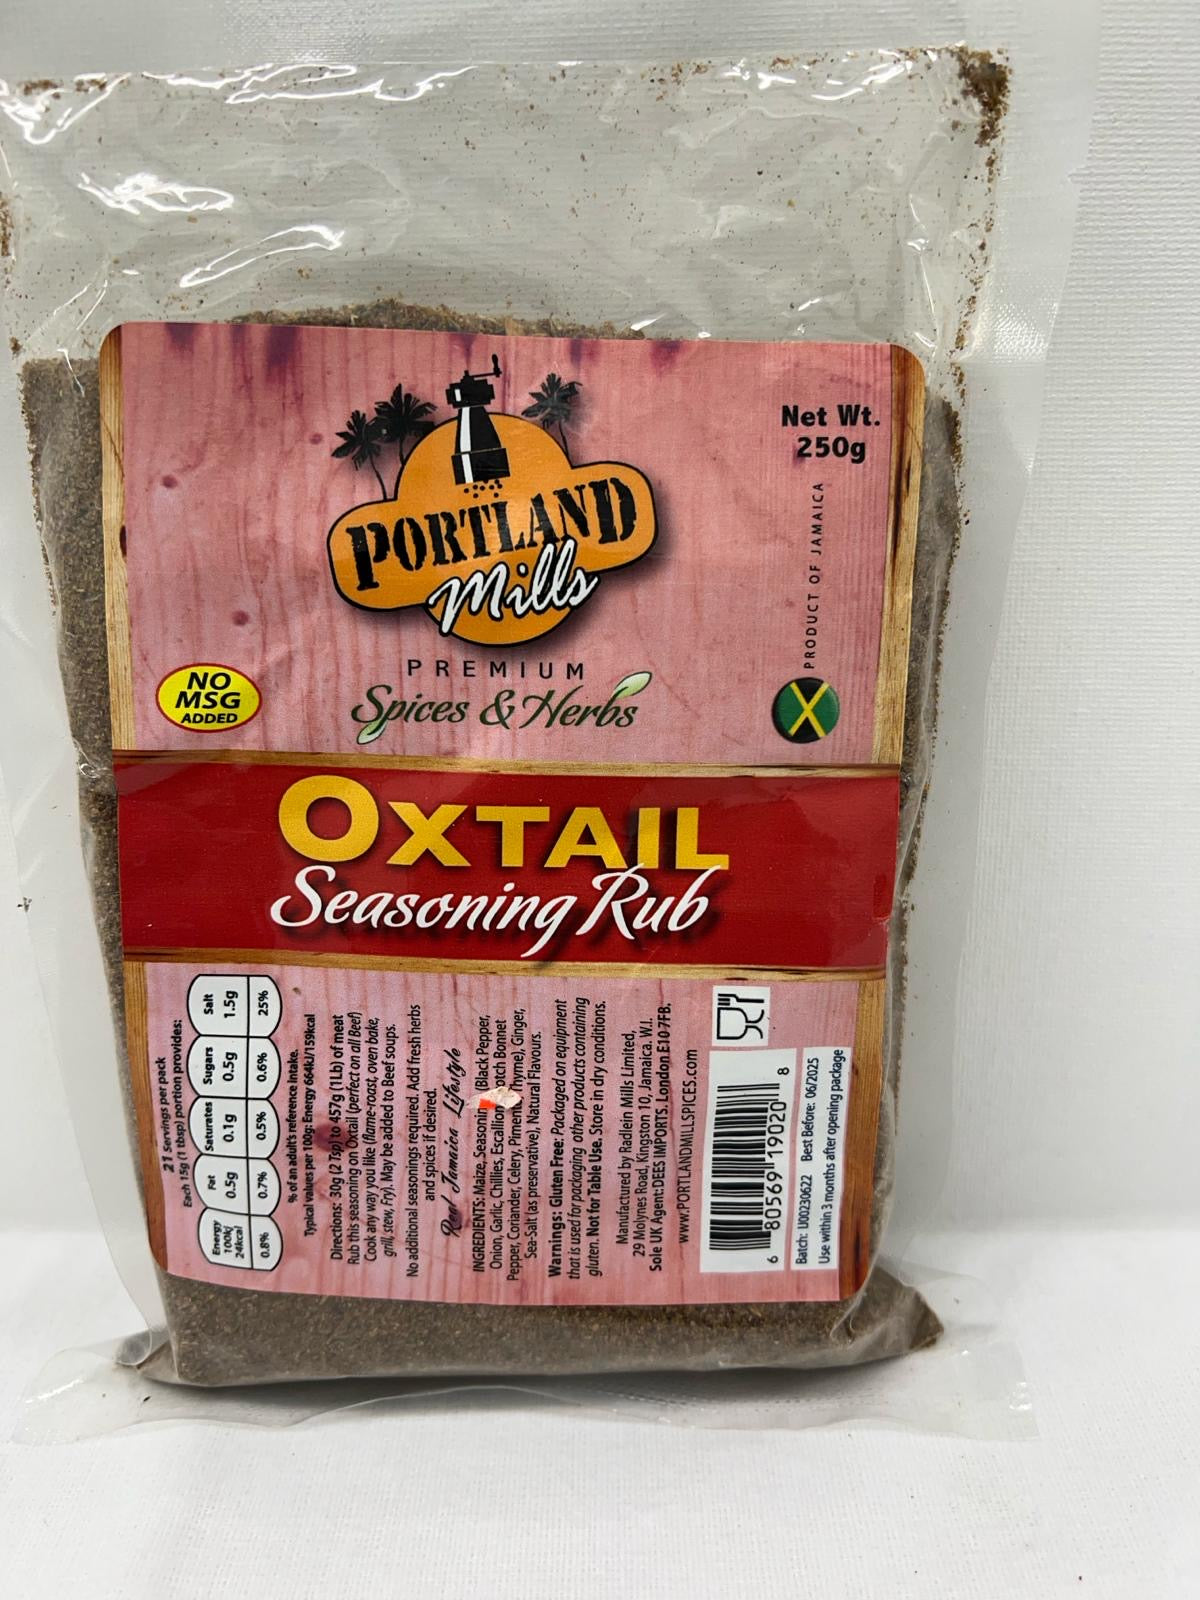 Net Wt.
250g
PORTLAND
Mills
PREMIUM
Spices & Herbs
NO
MSG
ADDED
PRODUCT OF JAMAICA
OXTAIL
Seasoning Rub
21 Servings per pack
Each 15g (1 tbsp) portion provides:
Energy
100kJ
24kcal
0.8%
Fat
0.5g
0.7%
Saturates
0.1g
0.5%
Sugars
0.5g
0.6%
Salt
1.5g
25%
% of an adult's reference intake.
Typical values per 100g: Energy 664kJ/159kcal
Directions: 30g (2 Tsp) to 457g (1Lb) of meat
Rub this seasoning on Oxtail (perfect on all Beef)
Cook any way you like (flame-roast, oven bake,
grill, stew, Fry). May be added to Beef soups.
No additional seasonings required. Add fresh herbs
and spices if desired.
Real Jamaica Lifestyle
INGREDIENTS: Maize, Seasonin (Black Pepper,
Onion, Garlic, Chillies, Escallion otch Bonnet
Pepper, Coriander, Celery, Pimen hyme), Ginger,
Sea-Salt (as preservative), Natural Flavours.
Warnings: Gluten Free: Packaged on equipment
that is used for packaging other products containing
gluten. Not for Table Use. Store in dry conditions.
Manufactured by Radlein Mills Limited,
29 Molynes Road, Kingston 10, Jamaica. W.I.
Sole UK Agent: DEES IMPORTS. London E10 7FB.
www.PORTLANDMILLSPICES.com
6 80569 19020 8
Batch: U00230622 Best Before: 06/2025
Use within 3 months after opening package